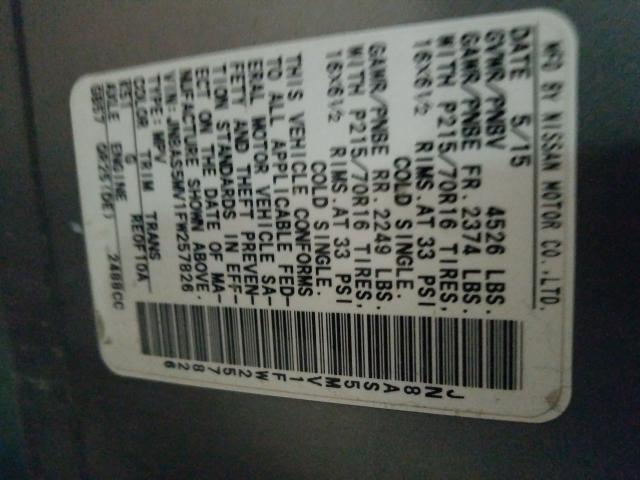 MFD BY NISSAN MOTOR CO.,LTD.
DATE 5/15
GVWR/PNBV 4526 LBS.
GAWR/PNBE FR. 2374 LBS.
WITH P215/70R16 TIRES,
16X6½ RIMS.AT 33 PSI
COLD SINGLE.
GAWR/PNBE RR. 2249 LBS.
WITH P215/70R16 TIRES,
16X6½ RIMS.AT 33 PSI
COLD SINGLE.
THIS VEHICLE CONFORMS
TO ALL APPLICABLE FED-
ERAL MOTOR VEHICLE SA-
FETY AND THEFT PREVEN-
TION STANDARDS IN EFF-
ECT ON THE DATE OF MA-
NUFACTURE SHOWN ABOVE.
VIN: JN8AS5MV1FW257826
TYPE: MPV
COLOR TRIM TRANS
G RE0F10A
AXLE ENGINE
2488CC
JN8AS5MV1FW257826